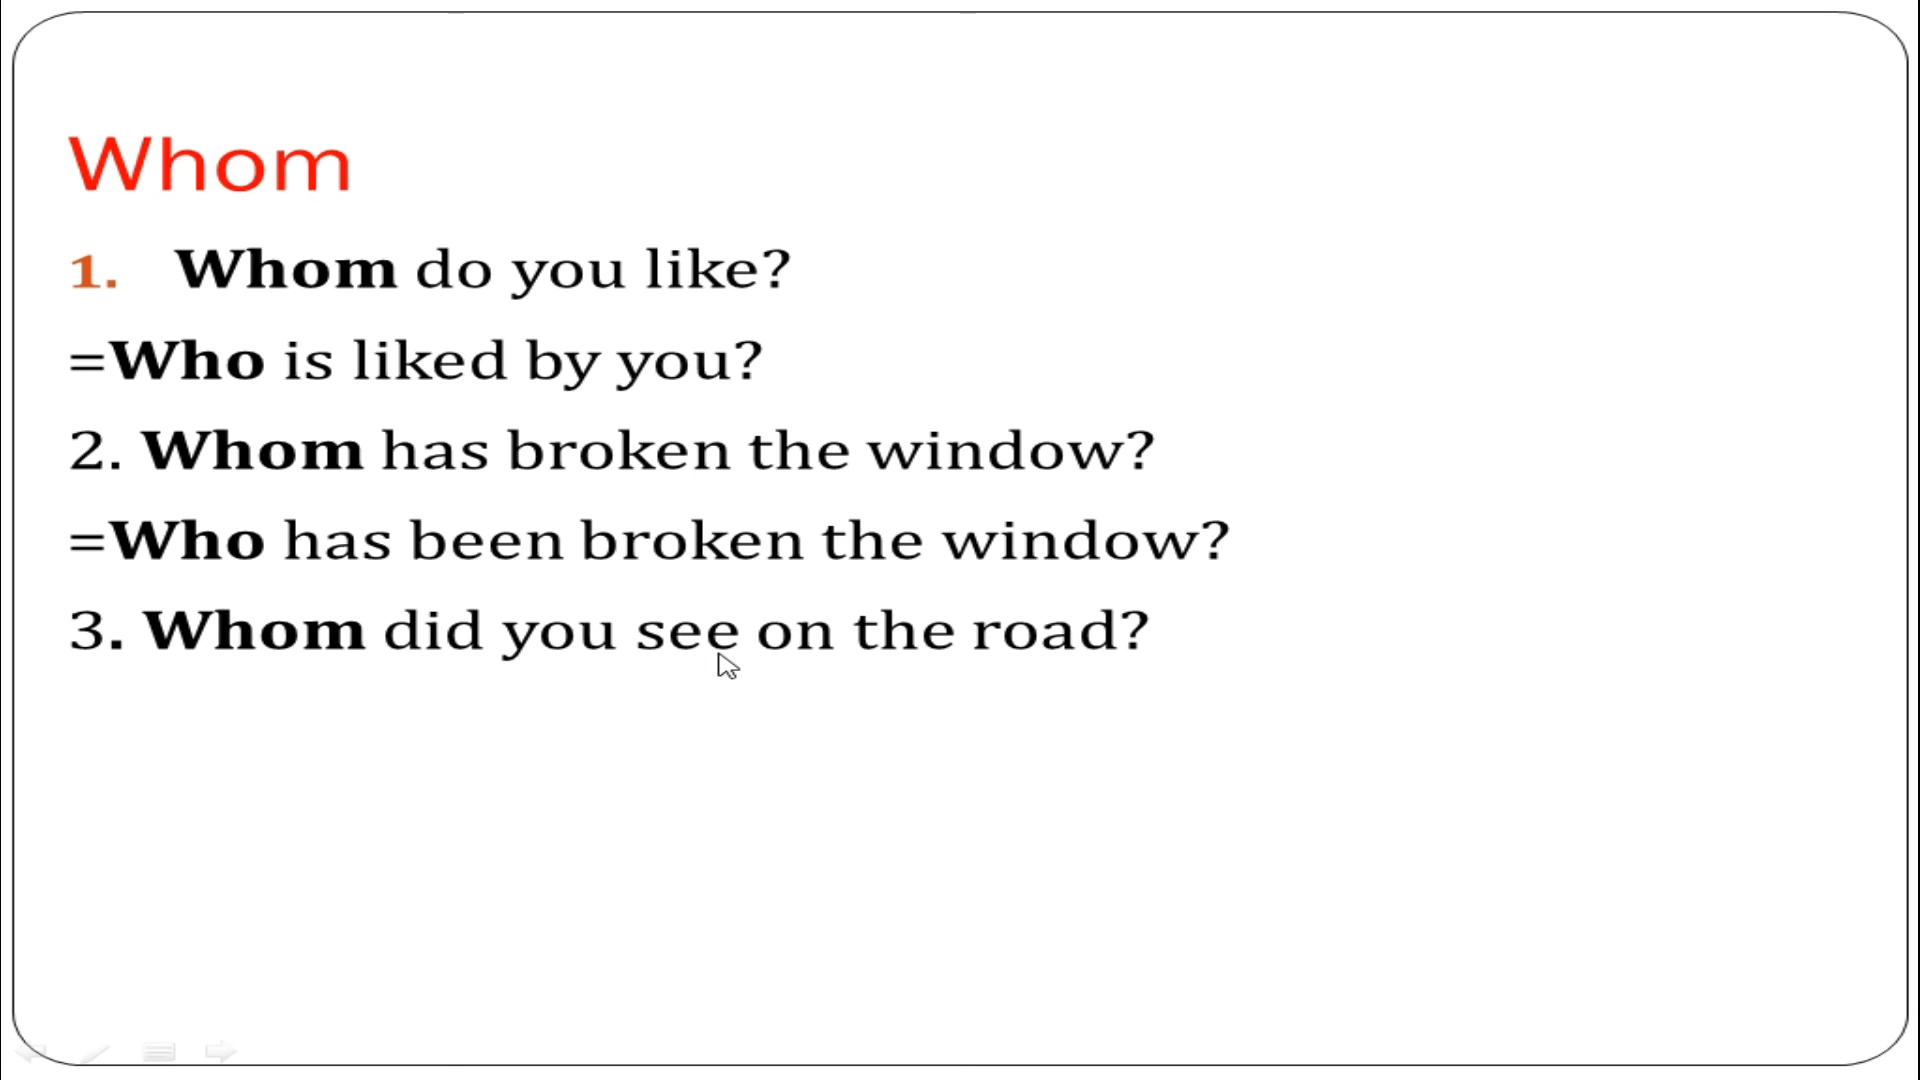 Whom
1. Whom do you like?
=Who is liked by you?
2. Whom has broken the window?
=Who has been broken the window?
3. Whom did you see on the road?